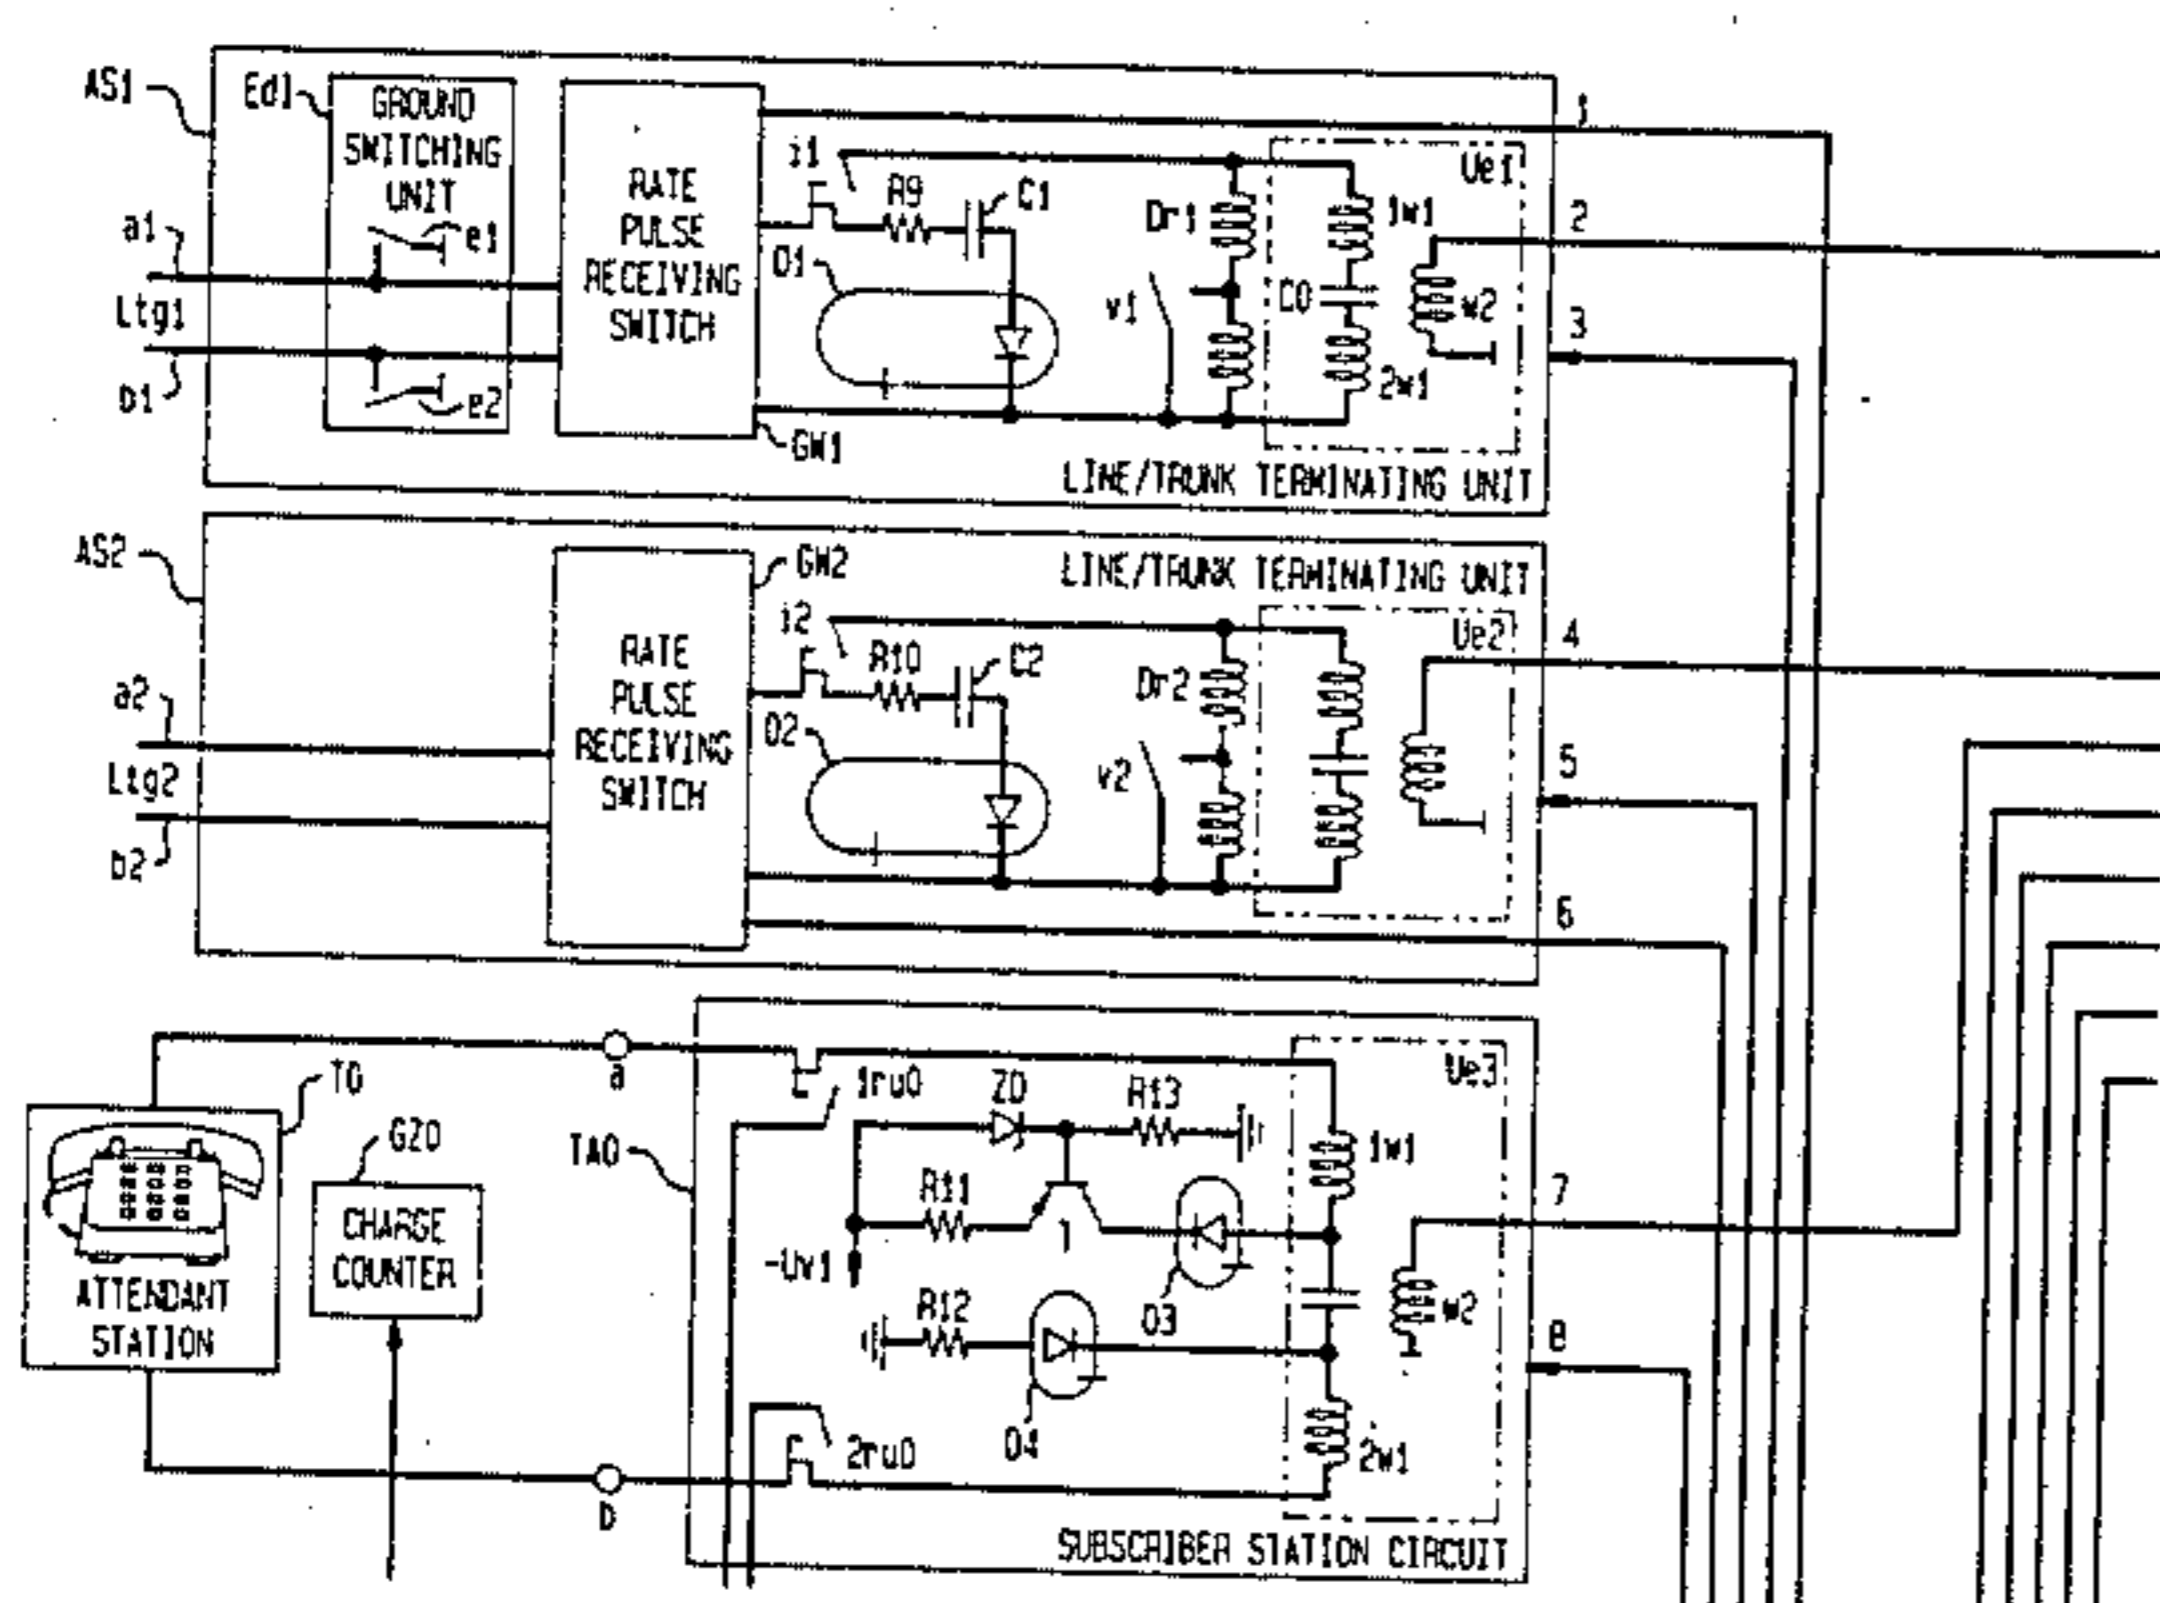 AS1
Ed1
GROUND
SWITCHING
UNIT
e1
e2
a1
Ltg1
b1
RATE
PULSE
RECEIVING
SWITCH
GW1
i1
R9
C1
O1
v1
Dr1
Ue1
1w1
C0
w2
2w1
LINE/TRUNK TERMINATING UNIT
1
2
3
AS2
a2
Ltg2
b2
RATE
PULSE
RECEIVING
SWITCH
GW2
i2
R10
C2
O2
v2
Dr2
LINE/TRUNK TERMINATING UNIT
Ue2
4
5
6
T0
ATTENDANT
STATION
GZ0
CHARGE
COUNTER
a
b
TA0
1ru0
ZD
R13
R11
T
-Uv1
R12
O3
O4
2ru0
Ue3
1w1
w2
2w1
SUBSCRIBER STATION CIRCUIT
7
8